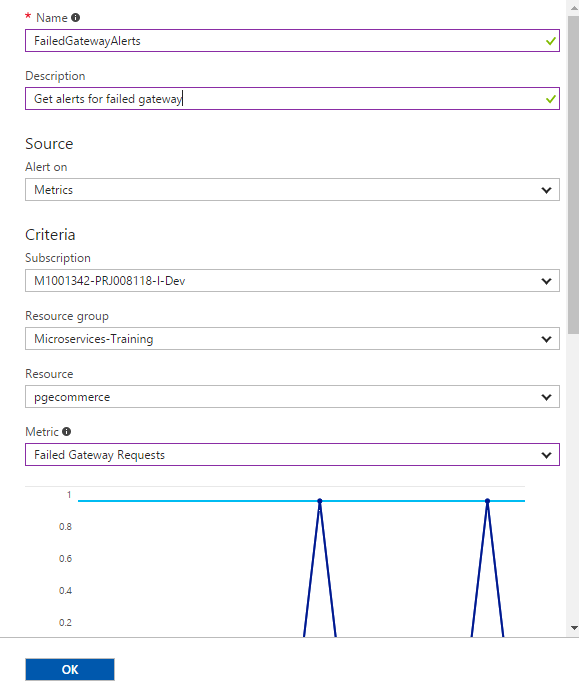 * Name
FailedGatewayAlerts
Description
Get alerts for failed gateway
Source
Alert on
Metrics
Criteria
Subscription
M1001342-PRJ008118-I-Dev
Resource group
Microservices-Training
Resource
pgecommerce
Metric
Failed Gateway Requests
1
0.8
0.6
0.4
0.2
OK